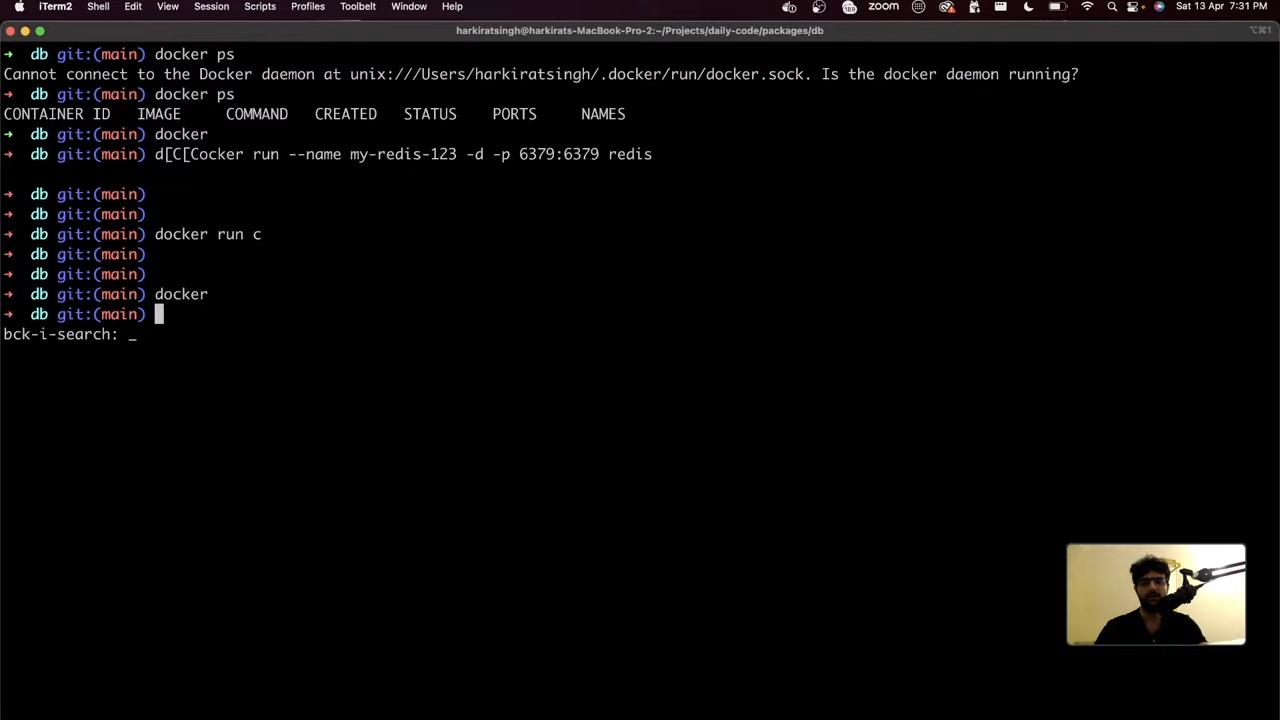 iTerm2 Shell Edit View Session Scripts Profiles Toolbelt Window Help zoom Sat 13 Apr 7:31 PM
harkiratsingh@harkirats-MacBook-Pro-2:~/Projects/daily-code/packages/db ⌥⌘1
➜ db git:(main) docker ps
Cannot connect to the Docker daemon at unix:///Users/harkiratsingh/.docker/run/docker.sock. Is the docker daemon running?
➜ db git:(main) docker ps
CONTAINER ID IMAGE COMMAND CREATED STATUS PORTS NAMES
➜ db git:(main) docker
➜ db git:(main) d[C[Cocker run --name my-redis-123 -d -p 6379:6379 redis
➜ db git:(main)
➜ db git:(main)
➜ db git:(main) docker run c
➜ db git:(main)
➜ db git:(main)
➜ db git:(main) docker
➜ db git:(main)
bck-i-search: _